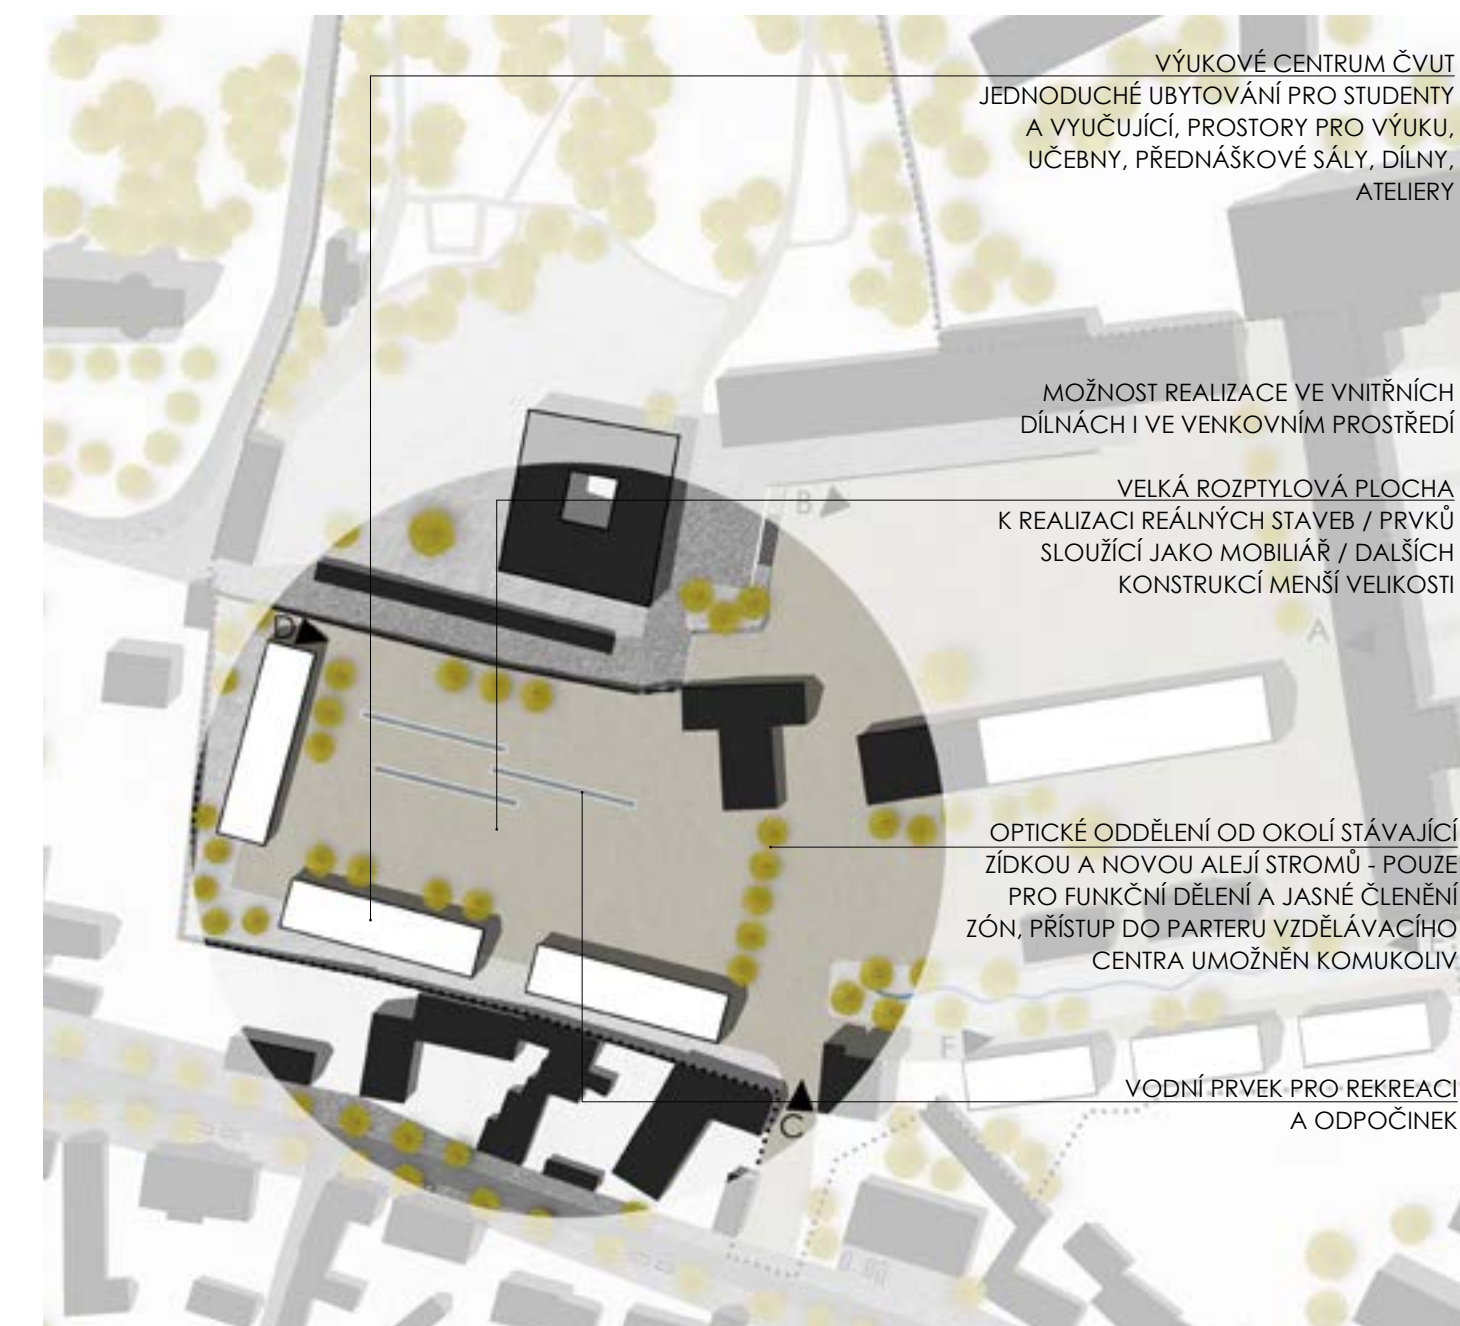 VÝUKOVÉ CENTRUM ČVUT
JEDNODUCHÉ UBYTOVÁNÍ PRO STUDENTY
A VYUČUJÍCÍ, PROSTORY PRO VÝUKU,
UČEBNY, PŘEDNÁŠKOVÉ SÁLY, DÍLNY,
ATELIERY
MOŽNOST REALIZACE VE VNITŘNÍCH
DÍLNÁCH I VE VENKOVNÍM PROSTŘEDÍ
VELKÁ ROZPTYLOVÁ PLOCHA
K REALIZACI REÁLNÝCH STAVEB / PRVKŮ
SLOUŽÍCÍ JAKO MOBILIÁŘ / DALŠÍCH
KONSTRUKCÍ MENŠÍ VELIKOSTI
B
A
D
OPTICKÉ ODDĚLENÍ OD OKOLÍ STÁVAJÍCÍ
ZÍDKOU A NOVOU ALEJÍ STROMŮ - POUZE
PRO FUNKČNÍ DĚLENÍ A JASNÉ ČLENĚNÍ
ZÓN, PŘÍSTUP DO PARTERU VZDĚLÁVACÍHO
CENTRA UMOŽNĚN KOMUKOLIV
F
VODNÍ PRVEK PRO REKREACI
A ODPOČINEK
C